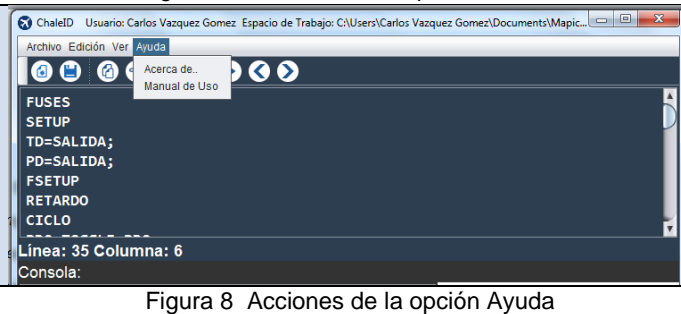 ChaleID Usuario: Carlos Vazquez Gomez Espacio de Trabajo: C:\Users\Carlos Vazquez Gomez\Documents\Mapic...
Archivo Edición Ver Ayuda
Acerca de..
Manual de Uso
FUSES
SETUP
TD=SALIDA;
PD=SALIDA;
FSETUP
RETARDO
CICLO
Línea: 35 Columna: 6
Consola:
Figura 8 Acciones de la opción Ayuda